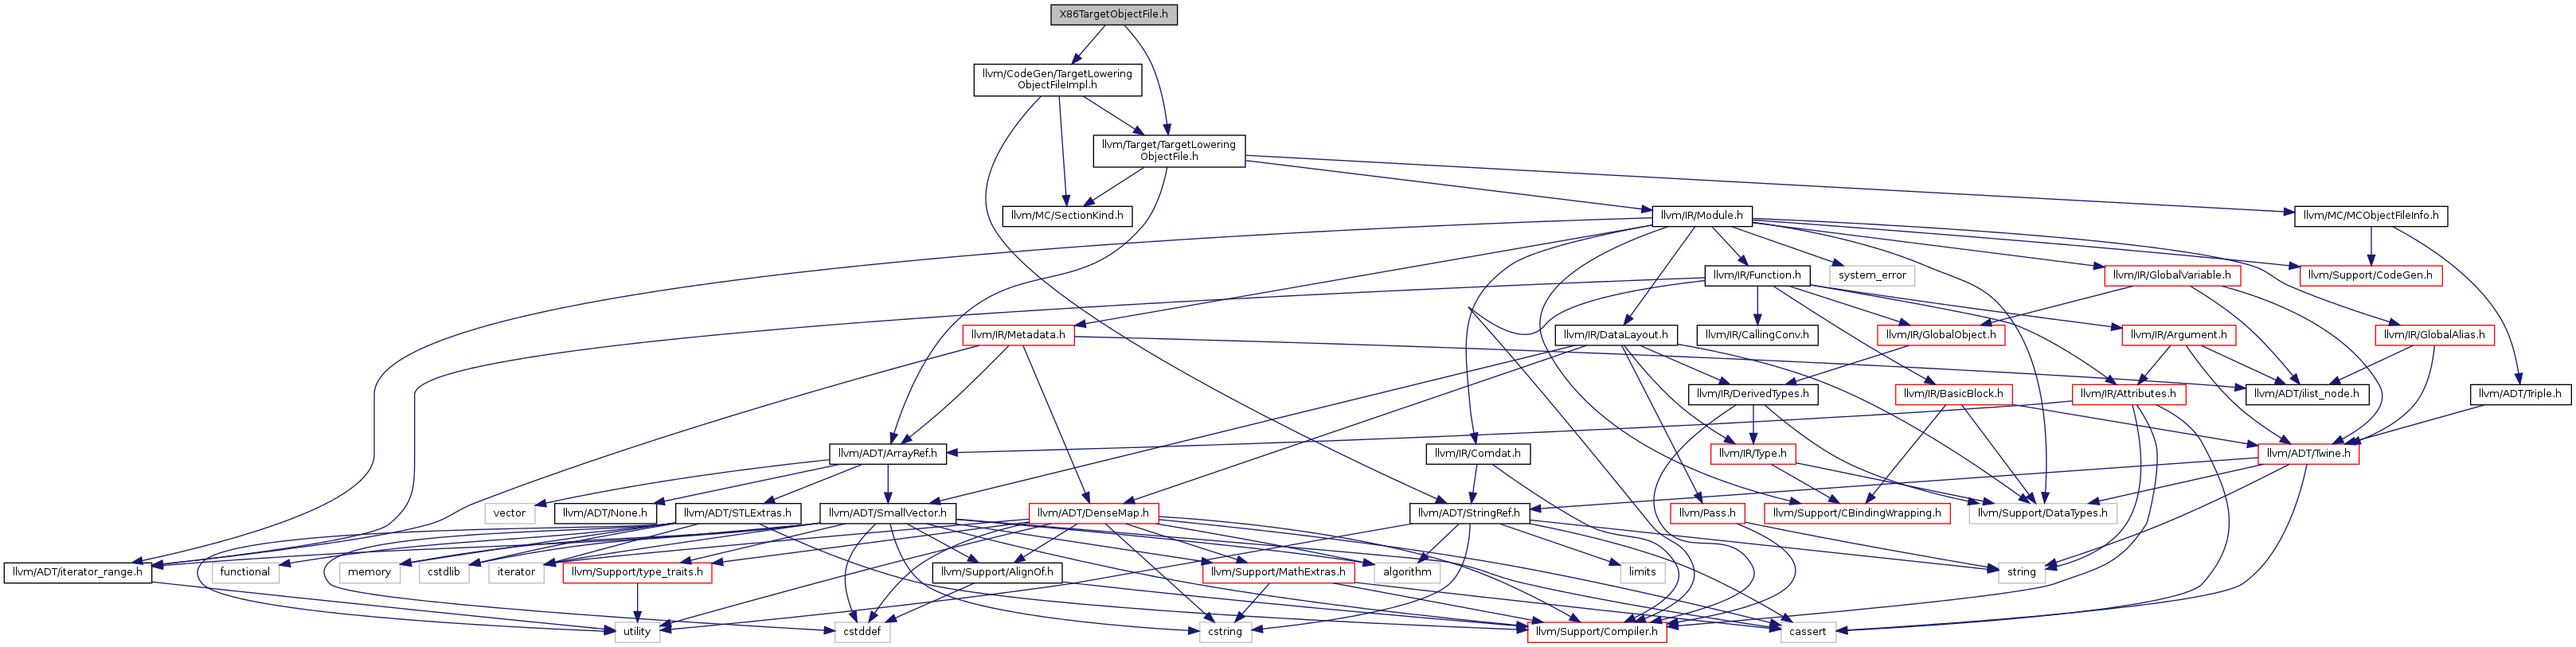 X86TargetObjectFile.h
llvm/CodeGen/TargetLowering
ObjectFileImpl.h
llvm/Target/TargetLowering
ObjectFile.h
llvm/MC/SectionKind.h
llvm/IR/Module.h
llvm/MC/MCObjectFileInfo.h
llvm/IR/Function.h
system_error
llvm/IR/GlobalVariable.h
llvm/Support/CodeGen.h
llvm/IR/Metadata.h
llvm/IR/DataLayout.h
llvm/IR/CallingConv.h
llvm/IR/GlobalObject.h
llvm/IR/Argument.h
llvm/IR/GlobalAlias.h
llvm/IR/DerivedTypes.h
llvm/IR/BasicBlock.h
llvm/IR/Attributes.h
llvm/ADT/ilist_node.h
llvm/ADT/Triple.h
llvm/ADT/ArrayRef.h
llvm/IR/Comdat.h
llvm/IR/Type.h
llvm/ADT/Twine.h
vector
llvm/ADT/None.h
llvm/ADT/STLExtras.h
llvm/ADT/SmallVector.h
llvm/ADT/DenseMap.h
llvm/ADT/StringRef.h
llvm/Pass.h
llvm/Support/CBindingWrapping.h
llvm/Support/DataTypes.h
llvm/ADT/iterator_range.h
functional
memory
cstdlib
iterator
llvm/Support/type_traits.h
llvm/Support/AlignOf.h
llvm/Support/MathExtras.h
algorithm
limits
string
utility
cstddef
cstring
llvm/Support/Compiler.h
cassert